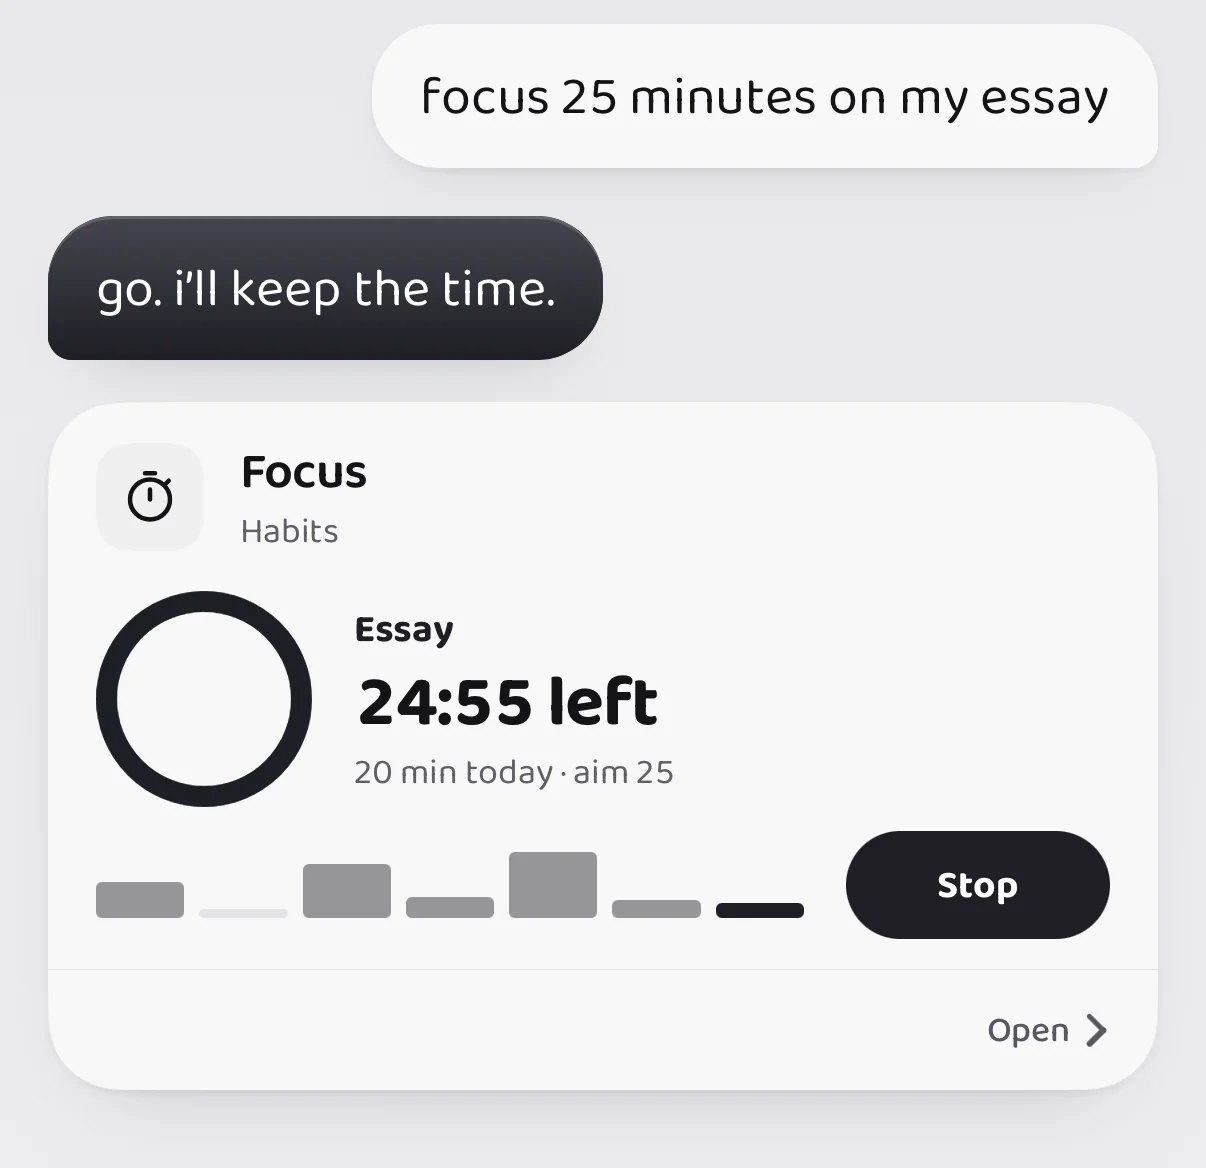 focus 25 minutes on my essay
go. i'll keep the time.
Focus
Habits
Essay
24:55 left
20 min today · aim 25
Stop
Open